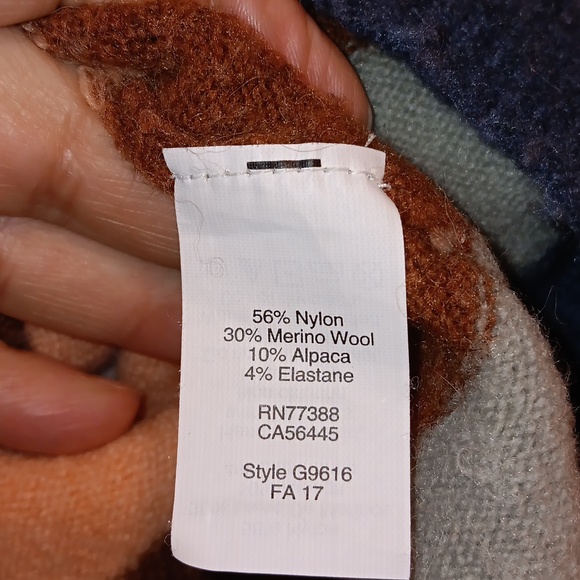 56% Nylon
30% Merino Wool
10% Alpaca
4% Elastane
RN77388
CA56445
Style G9616
FA 17